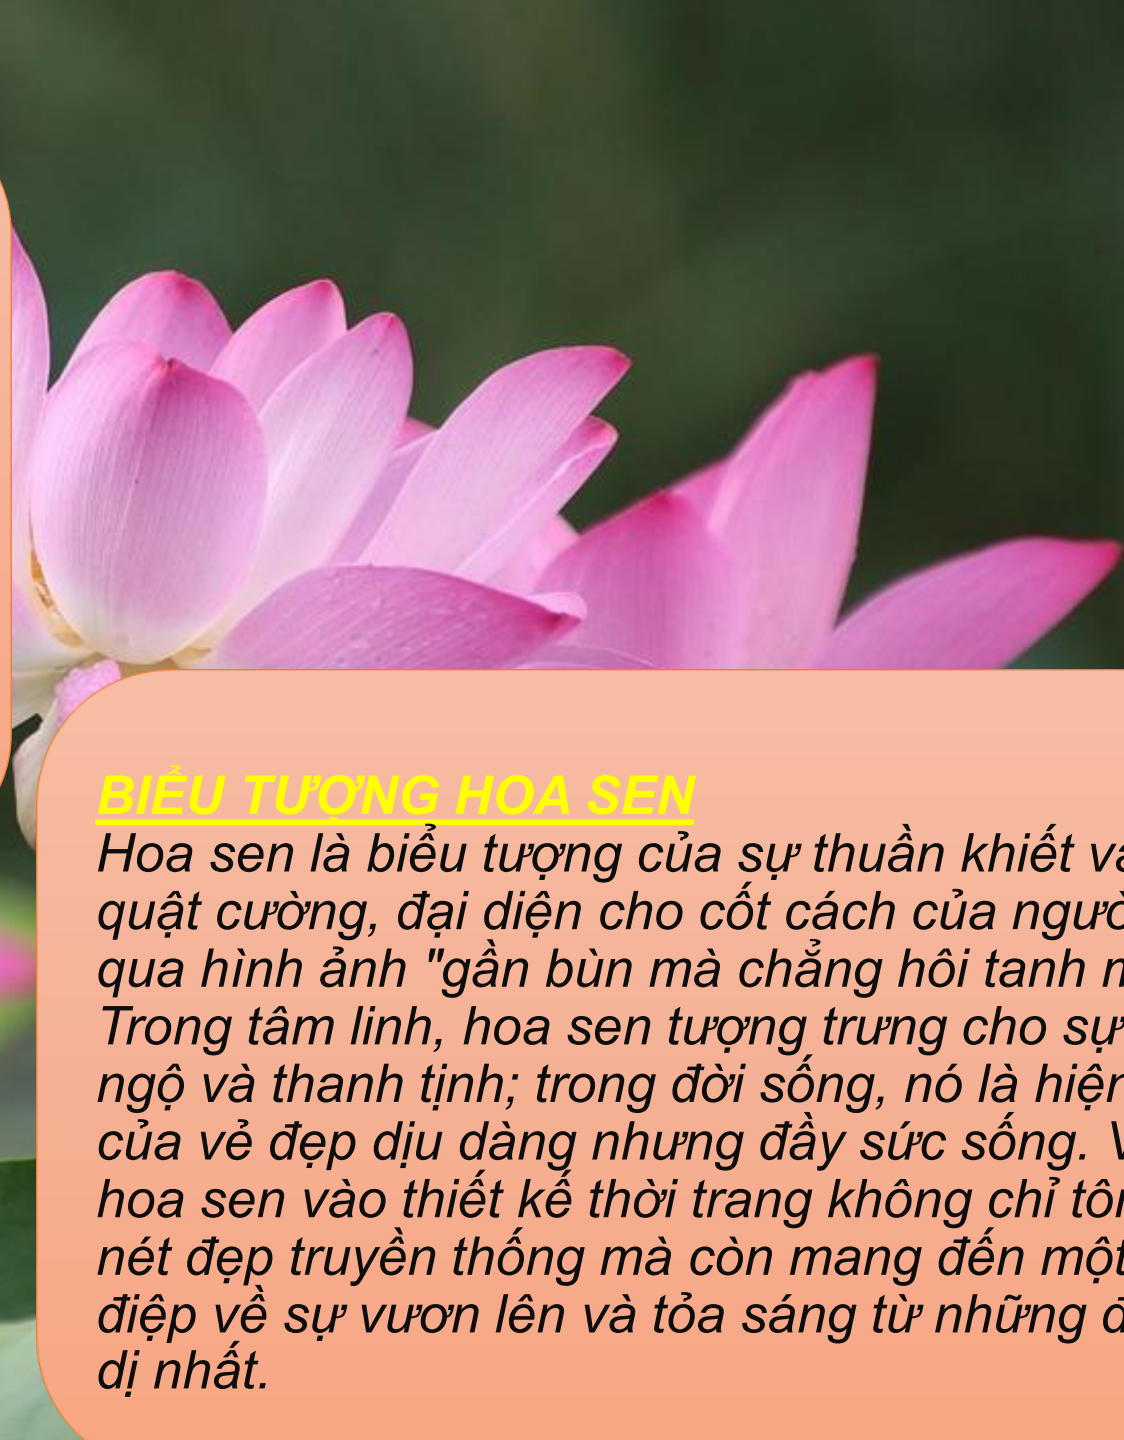 BIỂU TƯỢNG HOA SEN
Hoa sen là biểu tượng của sự thuần khiết
quật cường, đại diện cho cốt cách của
qua hình ảnh "gần bùn mà chẳng hôi tanh
Trong tâm linh, hoa sen tượng trưng cho sự
ngộ và thanh tịnh; trong đời sống, nó là
của vẻ đẹp dịu dàng nhưng đầy sức sống.
hoa sen vào thiết kế thời trang không chỉ
nét đẹp truyền thống mà còn mang đến một
điệp về sự vươn lên và tỏa sáng từ những
dị nhất.